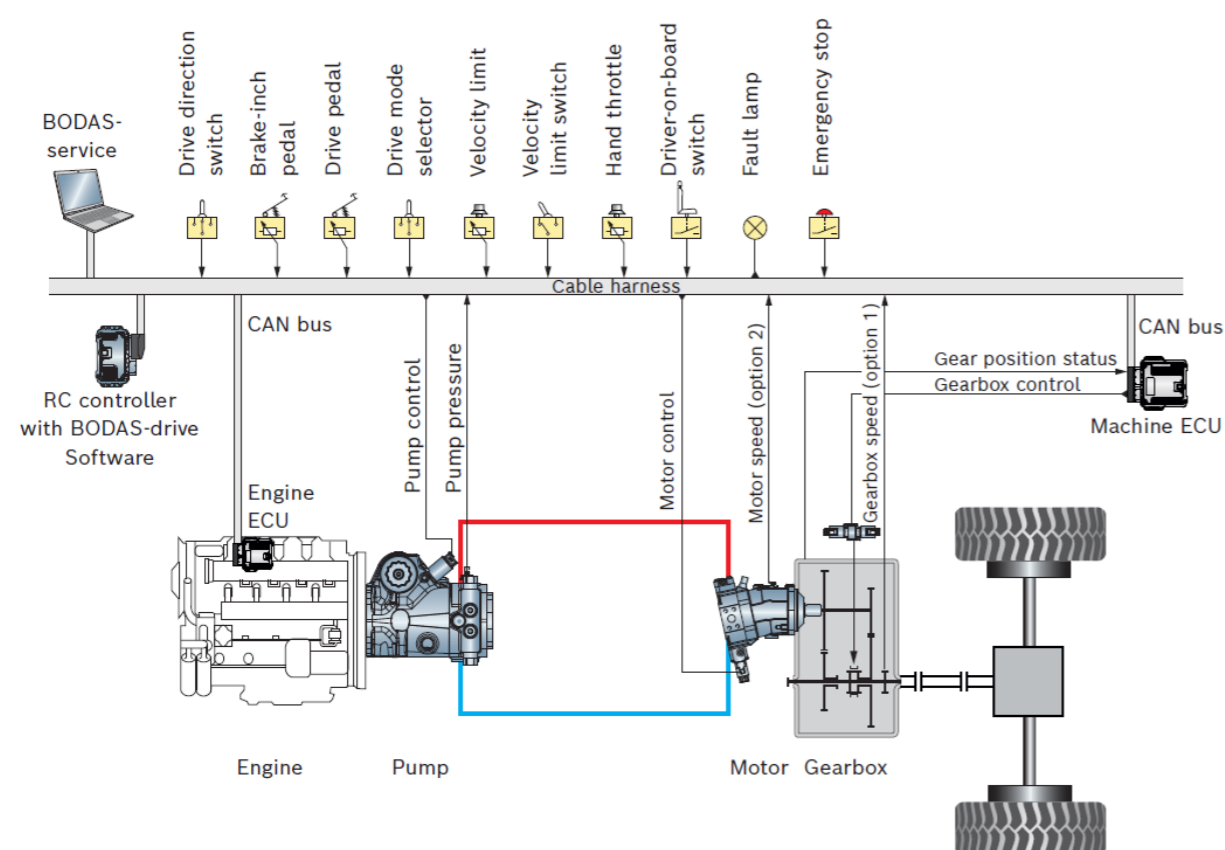 BODAS-
service
Drive direction
switch
Brake-inch
pedal
Drive pedal
Drive mode
selector
Velocity limit
Velocity
limit switch
Hand throttle
Driver-on-board
switch
Fault lamp
Emergency stop
Cable harness
RC controller
with BODAS-drive
Software
CAN bus
Engine
ECU
Pump control
Pump pressure
Motor control
Motor speed (option 2)
Gearbox speed (option 1)
Gear position status
Gearbox control
CAN bus
Machine ECU
Engine
Pump
Motor
Gearbox